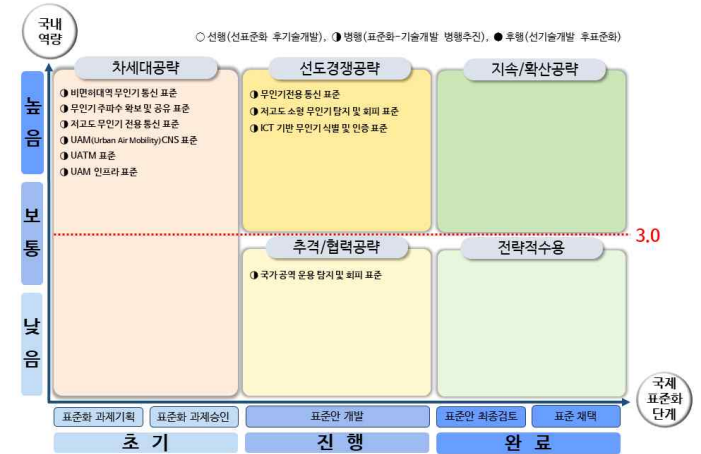 국내
역량
○ 선행(선표준화 후기술개발), ◑ 병행(표준화-기술개발 병행추진), ● 후행(선기술개발 후표준화)
차세대공략
선도경쟁공략
지속/확산공략
높음
◑ 비면허대역 무인기 통신 표준
◑ 무인기 주파수 확보 및 공유 표준
◑ 저고도 무인기 전용 통신 표준
◑ UAM(Urban Air Mobility) CNS 표준
◑ UATM 표준
◑ UAM 인프라 표준
◑ 무인기전용 통신 표준
◑ 저고도 소형 무인기 탐지 및 회피 표준
◑ ICT 기반 무인기 식별 및 인증 표준
보통
3.0
추격/협력공략
전략적수용
◑ 국가 공역 운용 탐지 및 회피 표준
낮음
국제
표준화
단계
표준화 과제기획
표준화 과제승인
표준안 개발
표준안 최종검토
표준 채택
초 기
진 행
완 료